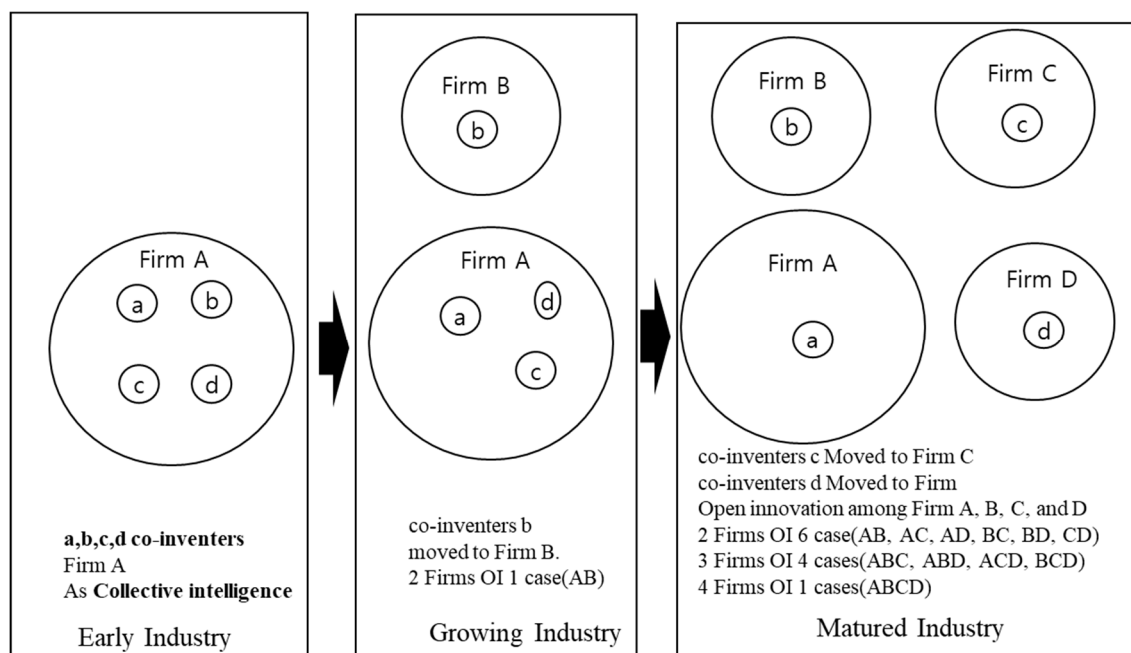 Firm A
a
b
c
d
a,b,c,d co-inventers
Firm A
As Collective intelligence
Early Industry
Firm B
b
Firm A
a
d
c
co-inventers b
moved to Firm B.
2 Firms OI 1 case(AB)
Growing Industry
Firm B
b
Firm C
c
Firm A
a
Firm D
d
co-inventers c Moved to Firm C
co-inventers d Moved to Firm
Open innovation among Firm A, B, C, and D
2 Firms OI 6 case(AB, AC, AD, BC, BD, CD)
3 Firms OI 4 cases(ABC, ABD, ACD, BCD)
4 Firms OI 1 cases(ABCD)
Matured Industry